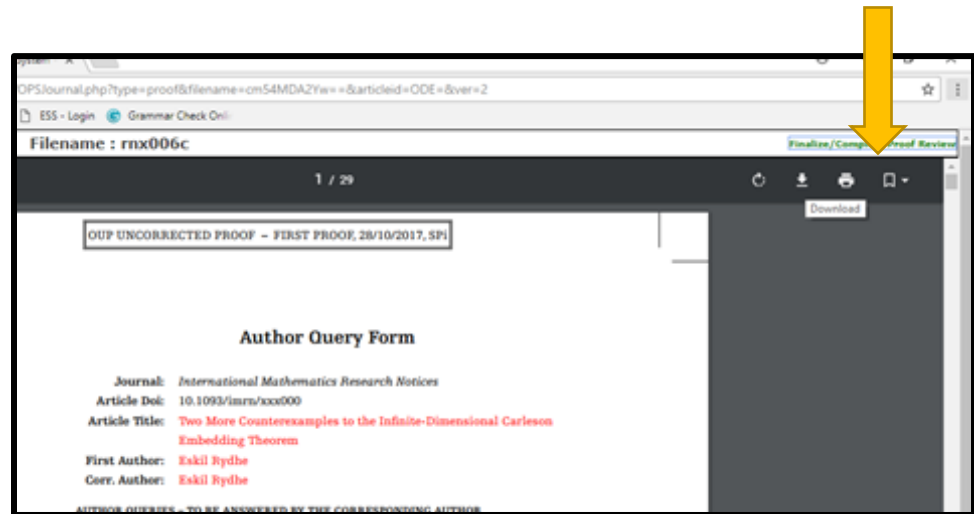 OPSJournal.php?type=proof&filename=cm54MDA2Yw==&articleid=ODE=&ver=2
ESS - Login Grammar Check Onli
Filename : rnx006c
Finalize/Comp Proof Review
1 / 29
Download
OUP UNCORRECTED PROOF – FIRST PROOF, 28/10/2017, SPi
Author Query Form
Journal: International Mathematics Research Notices
Article Doi: 10.1093/imrn/xxx000
Article Title: Two More Counterexamples to the Infinite-Dimensional Carleson
Embedding Theorem
First Author: Eskil Rydhe
Corr. Author: Eskil Rydhe
AUTHOR QUERIES – TO BE ANSWERED BY THE CORRESPONDING AUTHOR